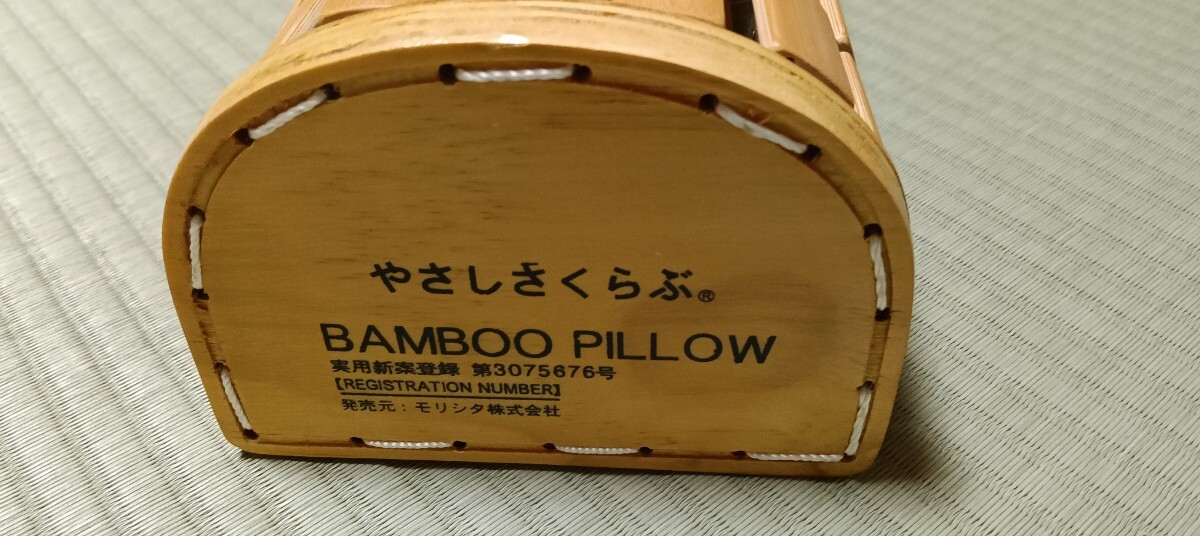 やさしさくらぶ®
BAMBOO PILLOW
実用新案登録 第3075676号
【REGISTRATION NUMBER】
発売元：モリシタ株式会社